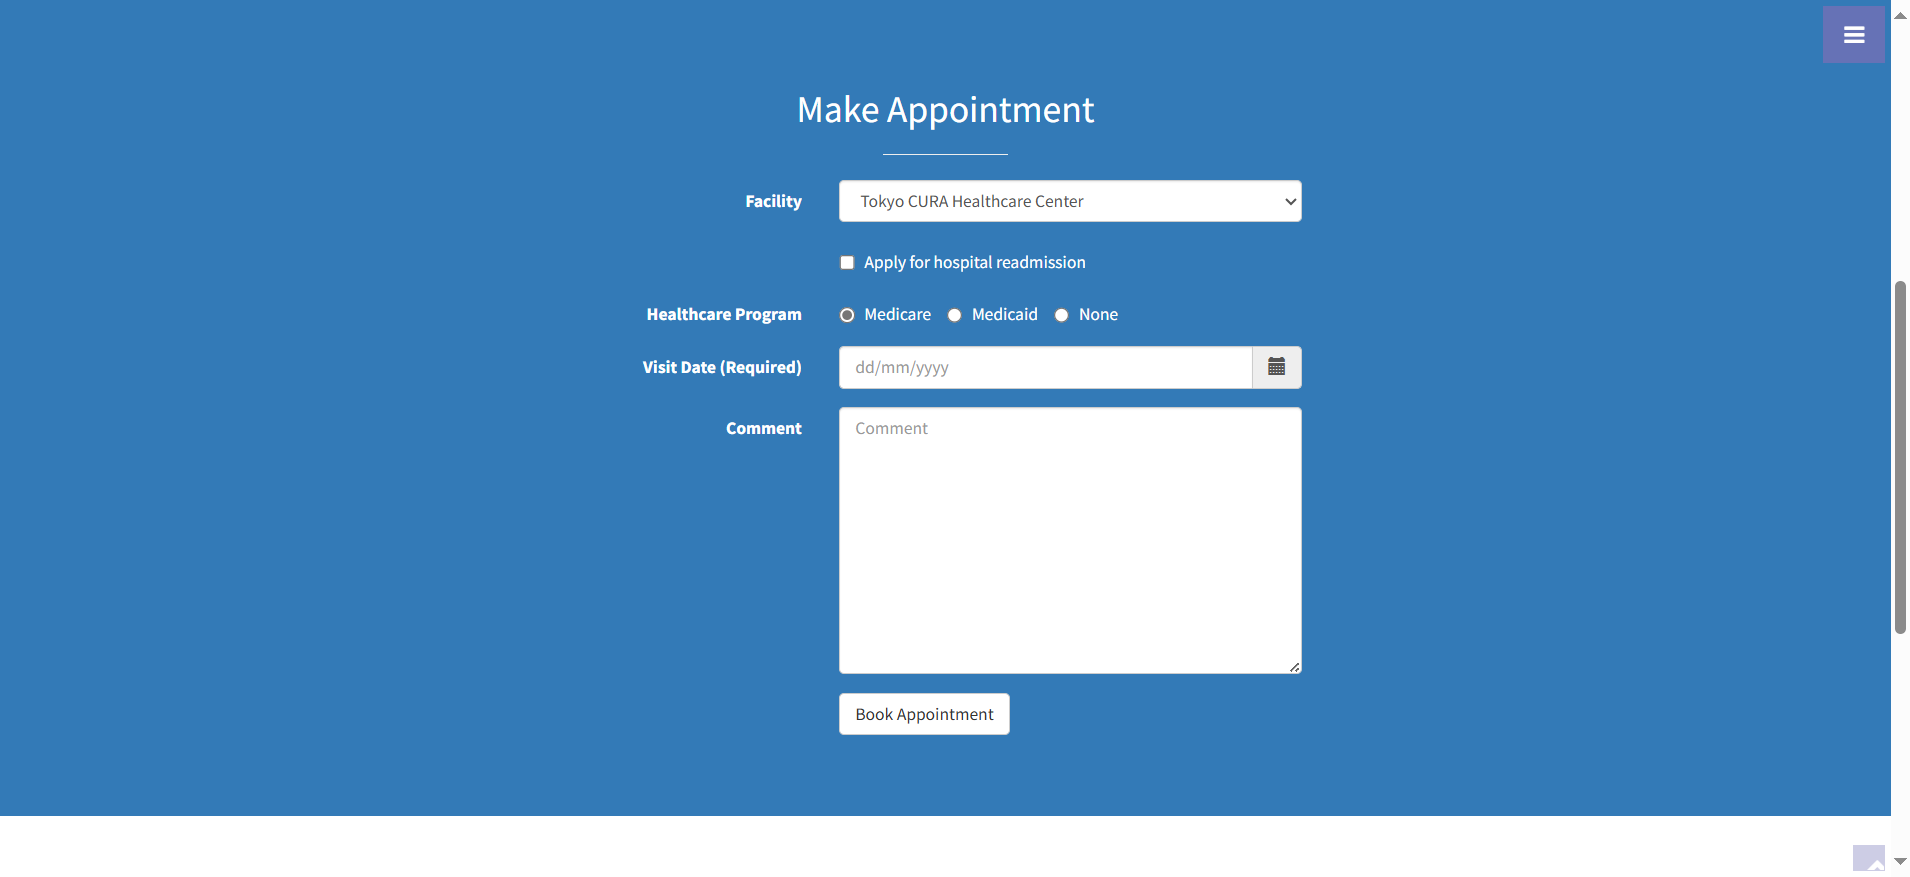 Make Appointment
Facility
Tokyo CURA Healthcare Center
Apply for hospital readmission
Healthcare Program
Medicare
Medicaid
None
Visit Date (Required)
dd/mm/yyyy
Comment
Comment
Book Appointment